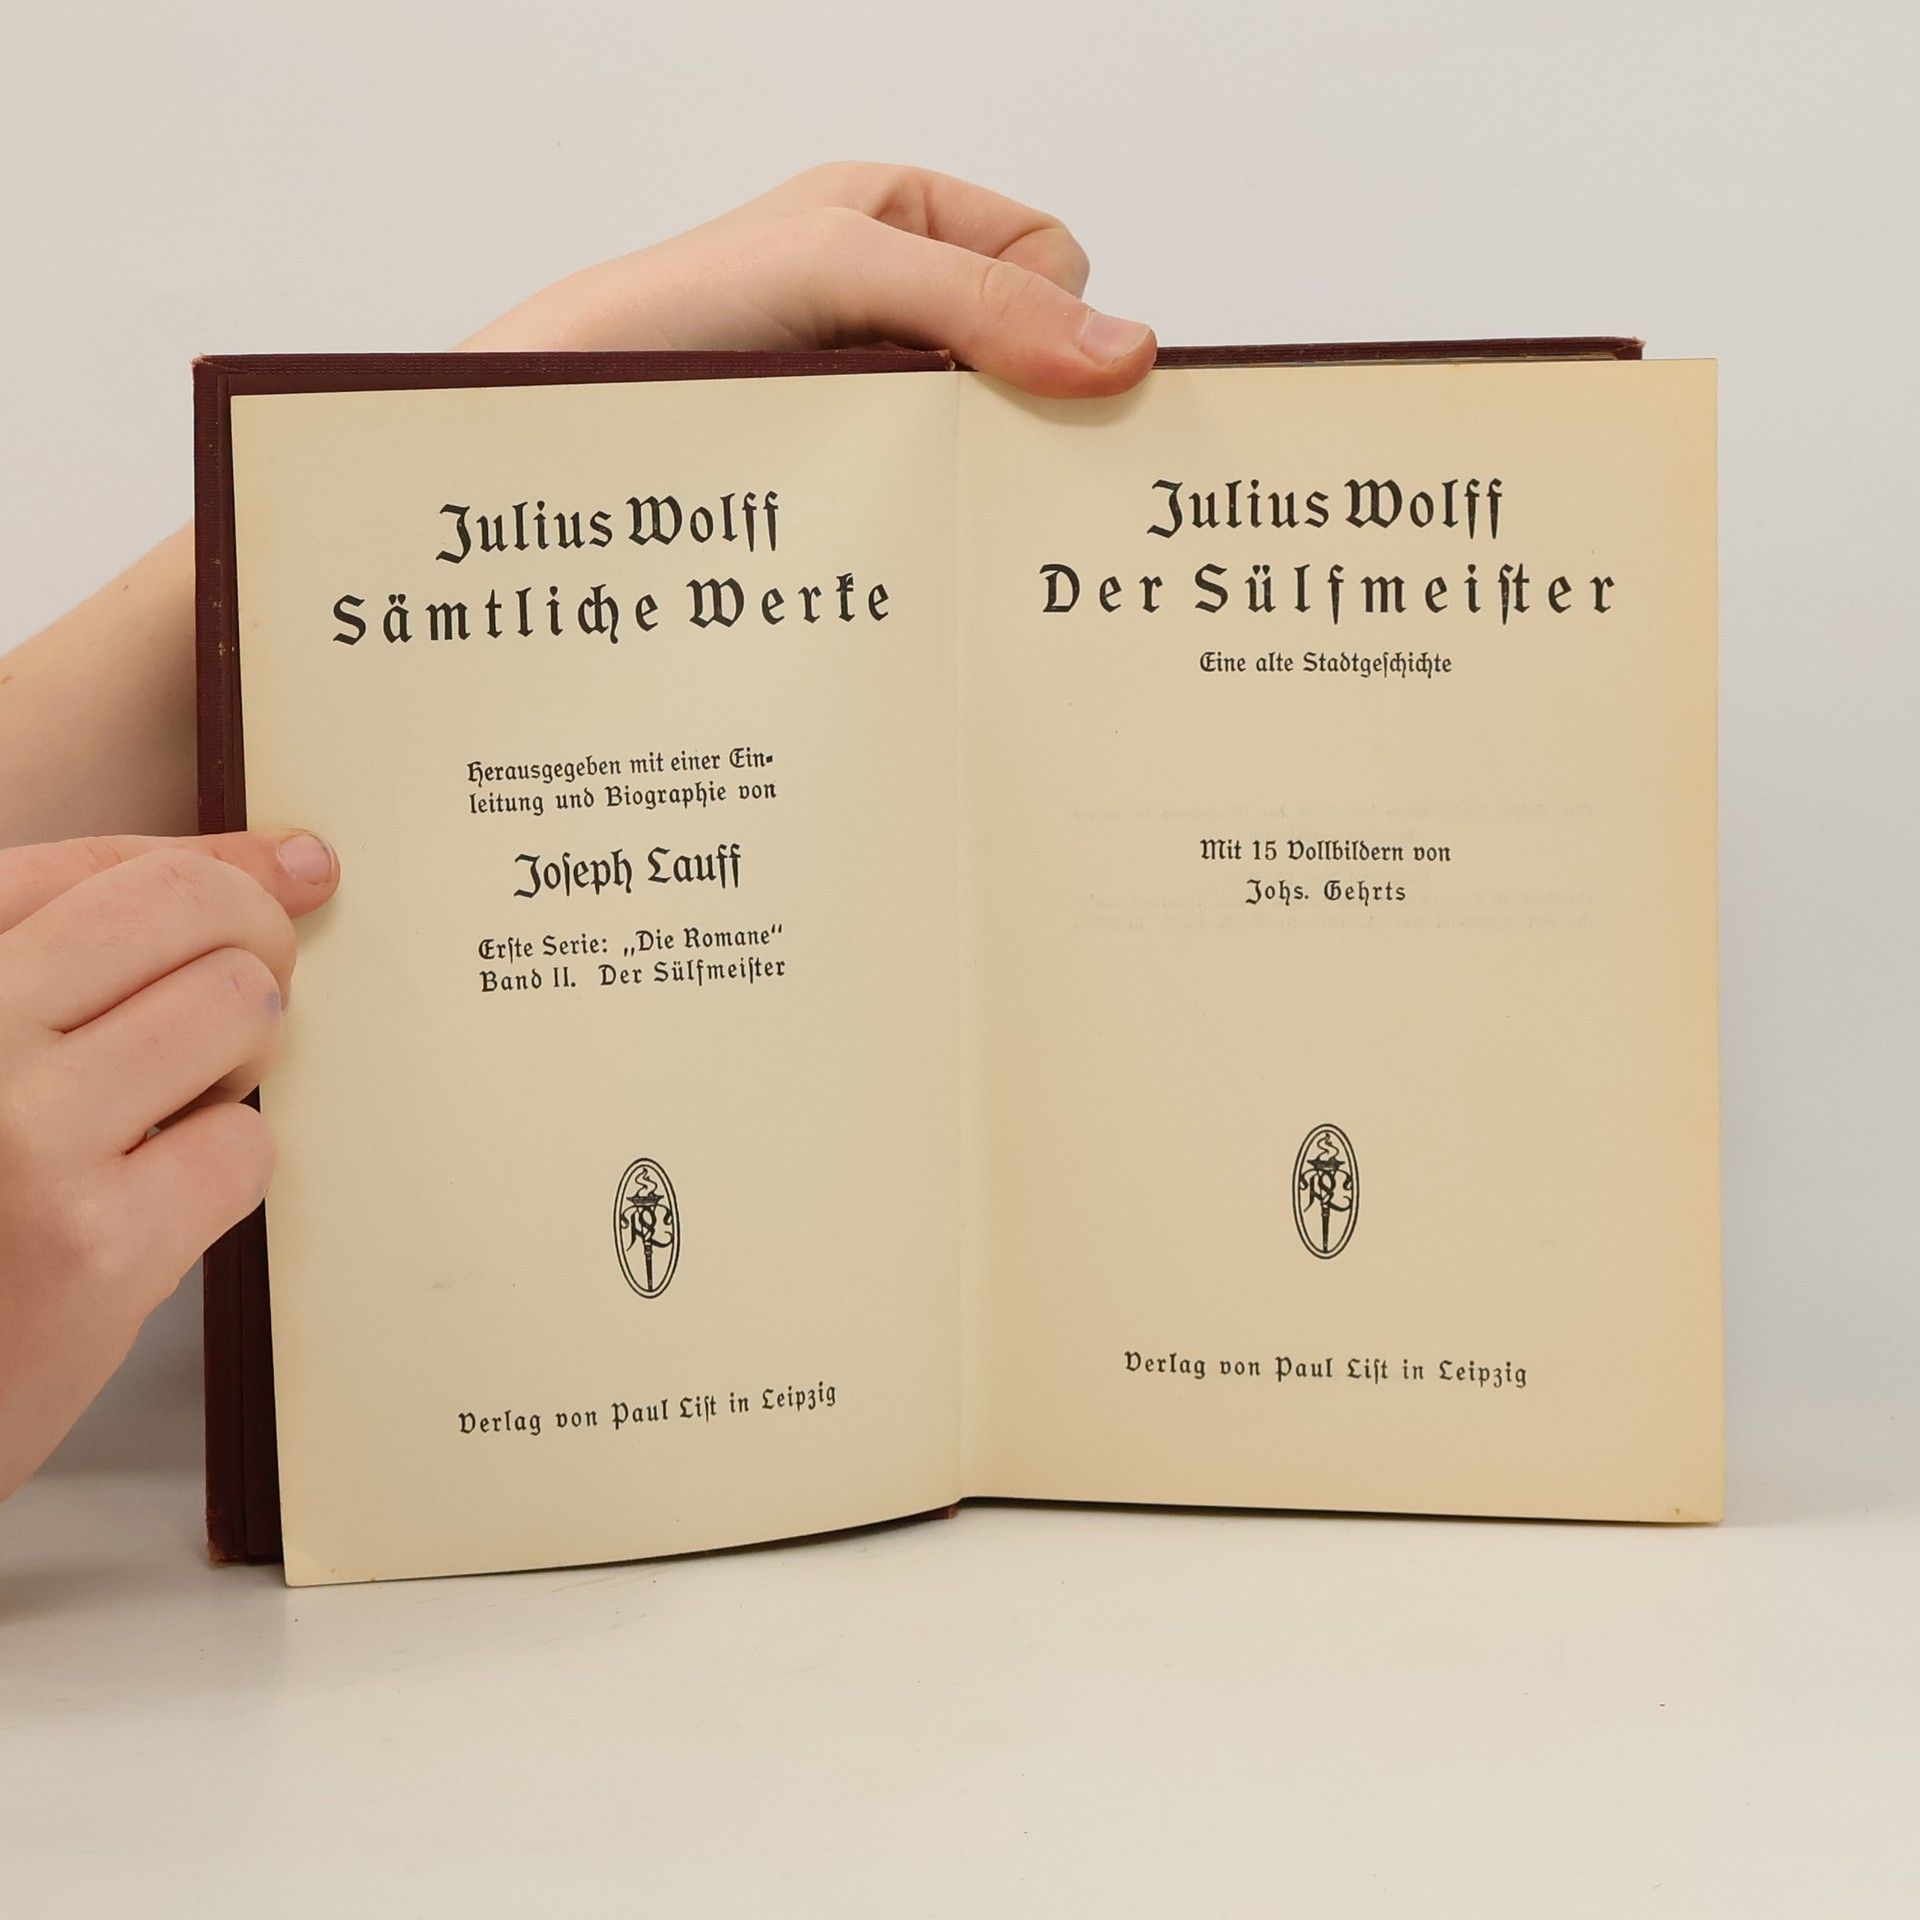 Julius Wolff
Sämtliche Werke
Herausgegeben mit einer Ein-
leitung und Biographie von
Joſeph Lauff
Erſte Serie: „Die Romane“
Band II. Der Sülfmeiſter
Verlag von Paul Liſt in Leipzig
Julius Wolff
Der Sülfmeiſter
Eine alte Stadtgeſchichte
Mit 15 Vollbildern von
Johs. Gehrts
Verlag von Paul Liſt in Leipzig